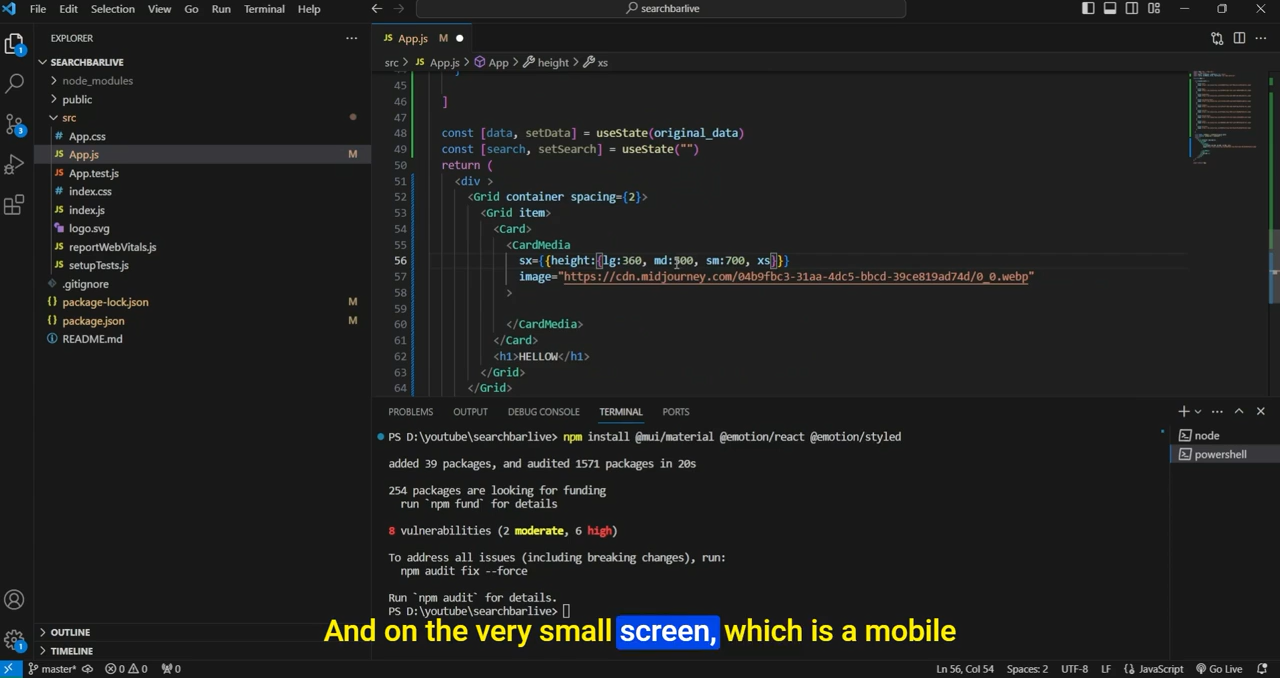 File Edit Selection View Go Run Terminal Help
searchbarlive
EXPLORER
SEARCHBARLIVE
node_modules
public
src
App.css
App.js M
App.test.js
index.css
index.js
logo.svg
reportWebVitals.js
setupTests.js
.gitignore
package-lock.json M
package.json M
README.md
OUTLINE
TIMELINE
App.js M
src > App.js > App > height > xs
45
46 ]
47
48 const [data, setData] = useState(original_data)
49 const [search, setSearch] = useState("")
50 return (
51 <div >
52 <Grid container spacing={2}>
53 <Grid item>
54 <Card>
55 <CardMedia
56 sx={{height:{lg:360, md:500, sm:700, xs}}}
57 image="https://cdn.midjourney.com/04b9fbc3-31aa-4dc5-bbcd-39ce819ad74d/0_0.webp"
58 >
59
60 </CardMedia>
61 </Card>
62 <h1>HELLOW</h1>
63 </Grid>
64 </Grid>
PROBLEMS OUTPUT DEBUG CONSOLE TERMINAL PORTS
PS D:\youtube\searchbarlive> npm install @mui/material @emotion/react @emotion/styled
added 39 packages, and audited 1571 packages in 20s
254 packages are looking for funding
run `npm fund` for details
8 vulnerabilities (2 moderate, 6 high)
To address all issues (including breaking changes), run:
npm audit fix --force
Run `npm audit` for details.
PS D:\youtube\searchbarlive>
node
powershell
And on the very small screen, which is a mobile
master* 0 0 0 Ln 56, Col 54 Spaces: 2 UTF-8 LF JavaScript Go Live